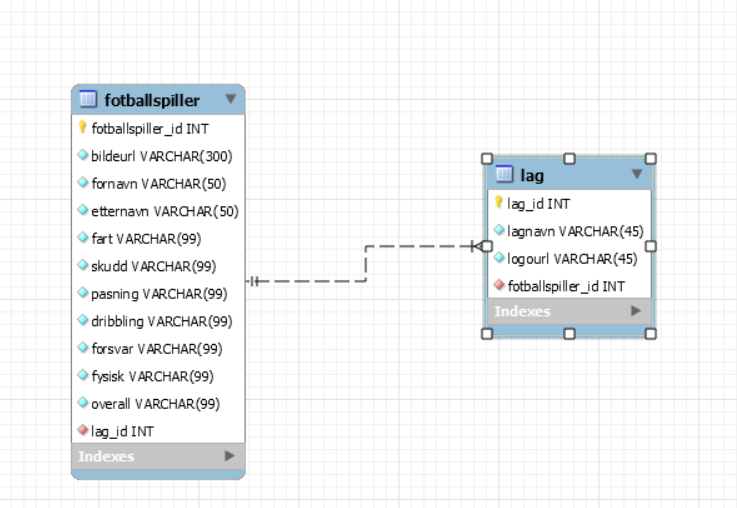 fotballspiller
fotballspiller_id INT
bildeurl VARCHAR(300)
fornavn VARCHAR(50)
etternavn VARCHAR(50)
fart VARCHAR(99)
skudd VARCHAR(99)
pasning VARCHAR(99)
dribbling VARCHAR(99)
forsvar VARCHAR(99)
fysisk VARCHAR(99)
overall VARCHAR(99)
lag_id INT
Indexes
lag
lag_id INT
lagnavn VARCHAR(45)
logourl VARCHAR(45)
fotballspiller_id INT
Indexes